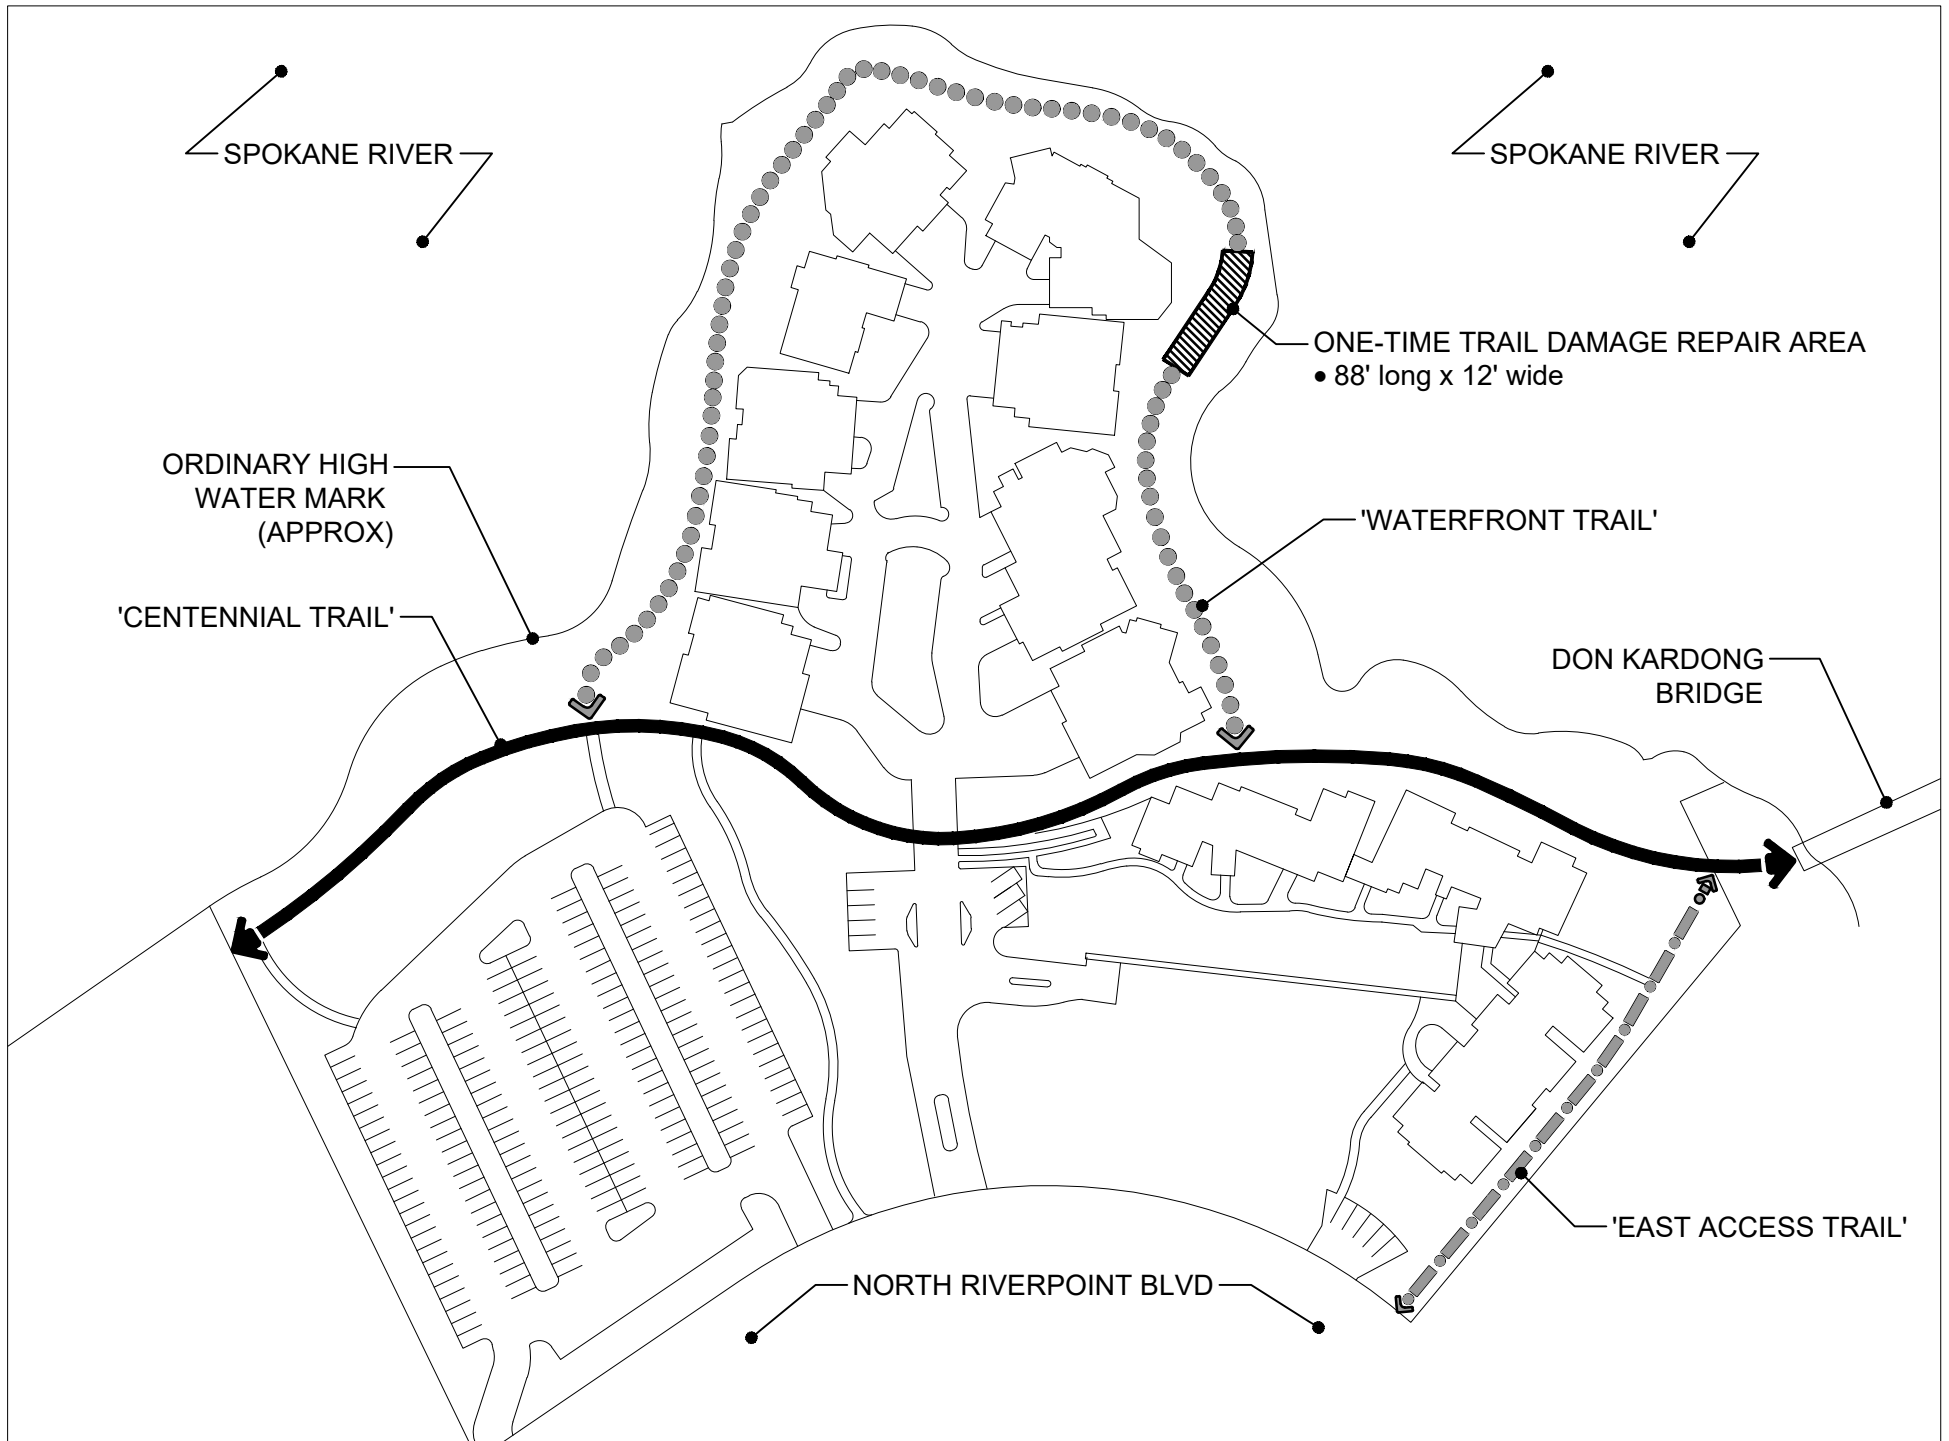 SPOKANE RIVER
SPOKANE RIVER
ONE-TIME TRAIL DAMAGE REPAIR AREA
• 88' long x 12' wide
ORDINARY HIGH
WATER MARK
(APPROX)
'WATERFRONT TRAIL'
'CENTENNIAL TRAIL'
DON KARDONG
BRIDGE
'EAST ACCESS TRAIL'
NORTH RIVERPOINT BLVD